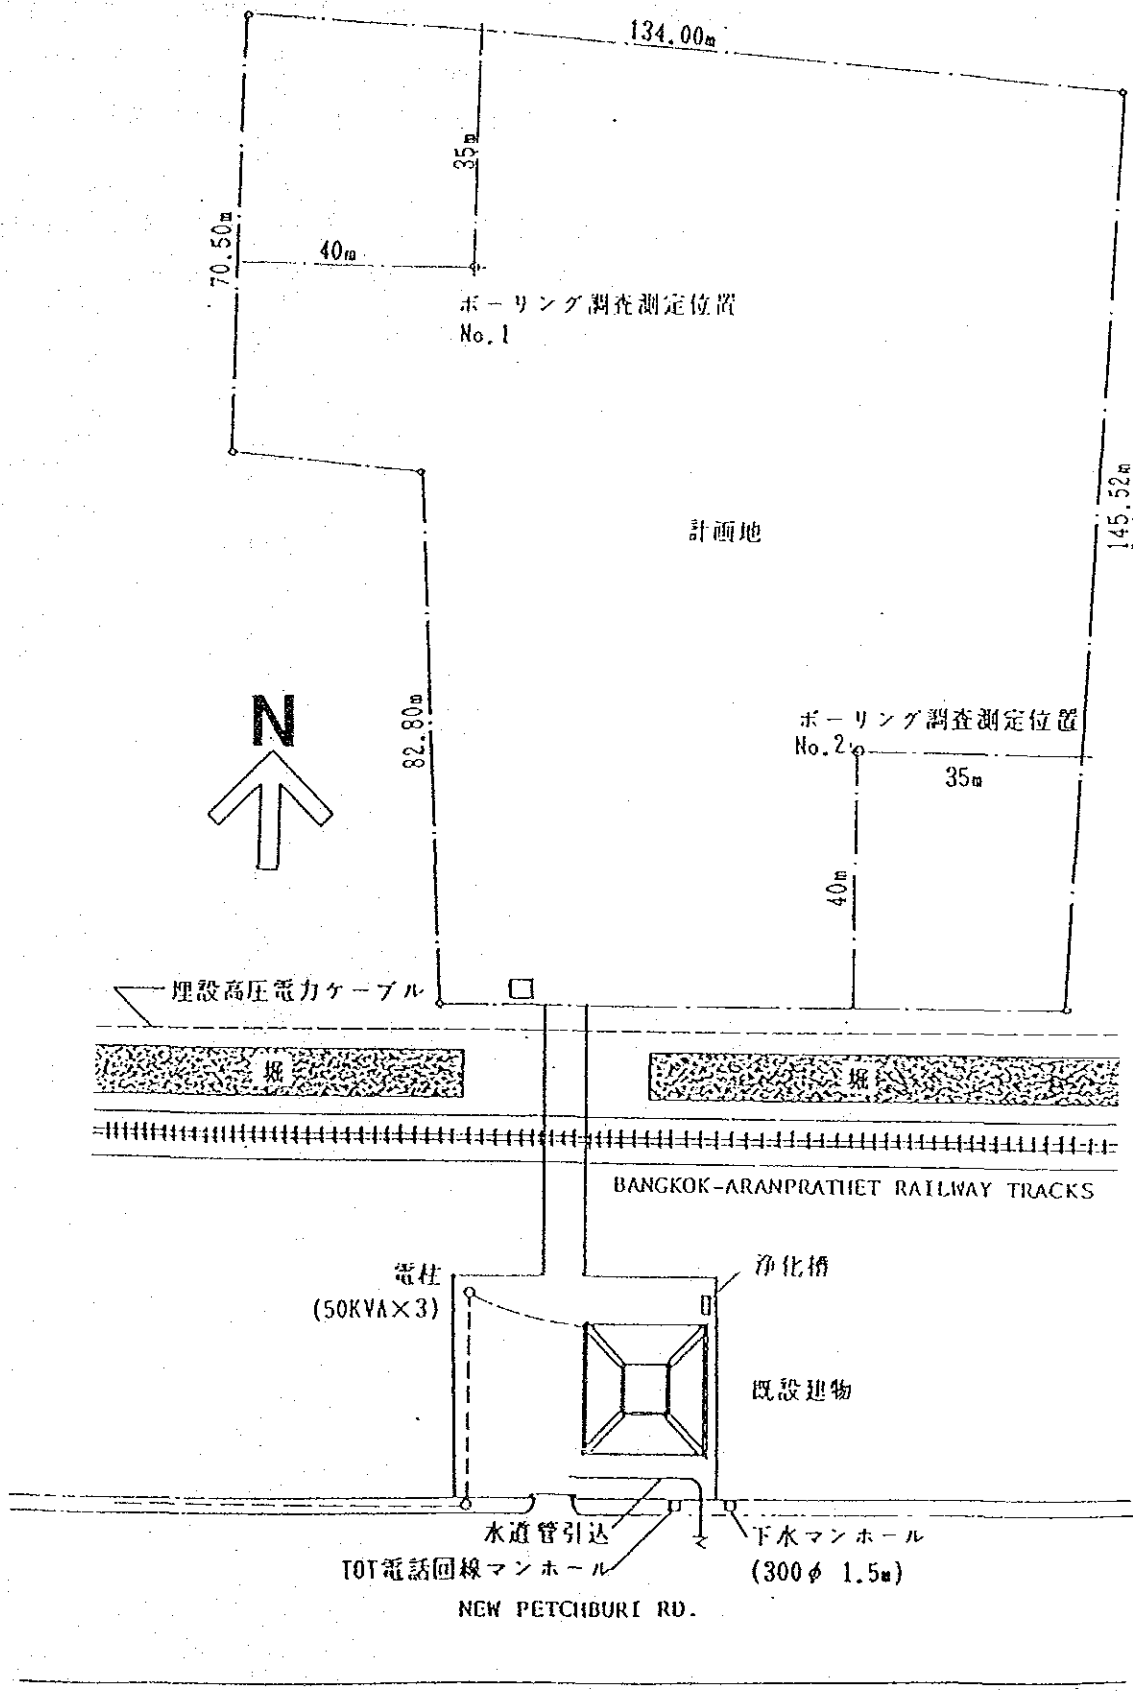 134.00m
35m
70.50m
40m
ボーリング調査測定位置
No.1
145.52m
計画地
N
82.80m
ボーリング調査測定位置
No.2
35m
40m
埋設高圧電力ケーブル
堀
堀
BANGKOK-ARANPRATHET RAILWAY TRACKS
電柱
(50KVA×3)
浄化槽
既設建物
水道管引込
下水マンホール
TOT電話回線マンホール
(300φ 1.5m)
NEW PETCHBURI RD.